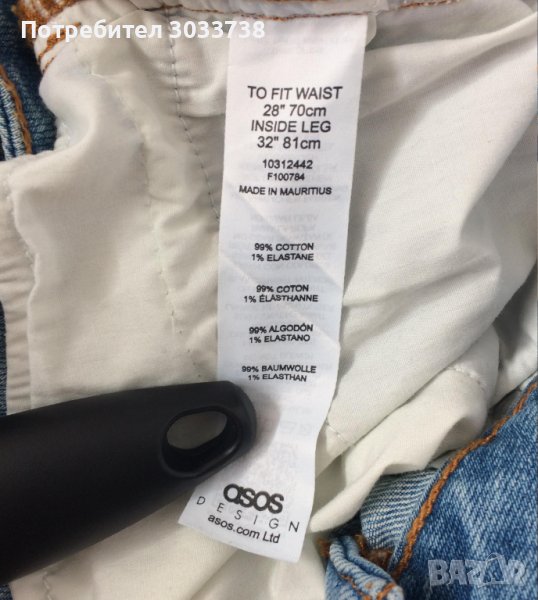 Потребител 3033738
TO FIT WAIST
28" 70cm
INSIDE LEG
32" 81cm
10312442
F100784
MADE IN MAURITIUS
99% COTTON
1% ELASTANE
99% COTON
1% ÉLASTHANNE
99% ALGODÓN
1% ELASTANO
99% BAUMWOLLE
1% ELASTHAN
asos
DESIGN
asos.com Ltd
BAZAR